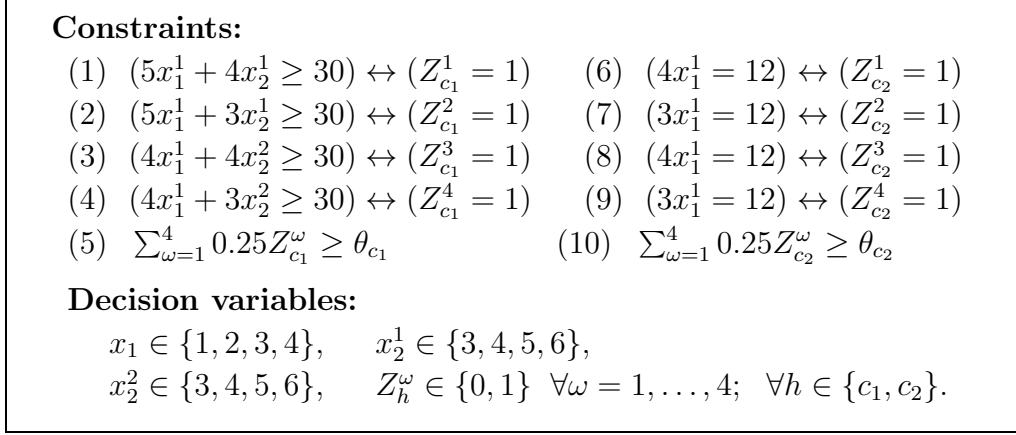 Constraints:
(1) (5x_1^1 + 4x_2^1 ≥ 30) ↔ (Z_{c_1}^1 = 1) (6) (4x_1^1 = 12) ↔ (Z_{c_2}^1 = 1)
(2) (5x_1^1 + 3x_2^1 ≥ 30) ↔ (Z_{c_1}^2 = 1) (7) (3x_1^1 = 12) ↔ (Z_{c_2}^2 = 1)
(3) (4x_1^1 + 4x_2^2 ≥ 30) ↔ (Z_{c_1}^3 = 1) (8) (4x_1^1 = 12) ↔ (Z_{c_2}^3 = 1)
(4) (4x_1^1 + 3x_2^2 ≥ 30) ↔ (Z_{c_1}^4 = 1) (9) (3x_1^1 = 12) ↔ (Z_{c_2}^4 = 1)
(5) ∑_{ω=1}^4 0.25Z_{c_1}^ω ≥ θ_{c_1} (10) ∑_{ω=1}^4 0.25Z_{c_2}^ω ≥ θ_{c_2}
Decision variables:
x_1 ∈ {1, 2, 3, 4}, x_2^1 ∈ {3, 4, 5, 6},
x_2^2 ∈ {3, 4, 5, 6}, Z_h^ω ∈ {0, 1} ∀ω = 1, . . . , 4; ∀h ∈ {c_1, c_2}.